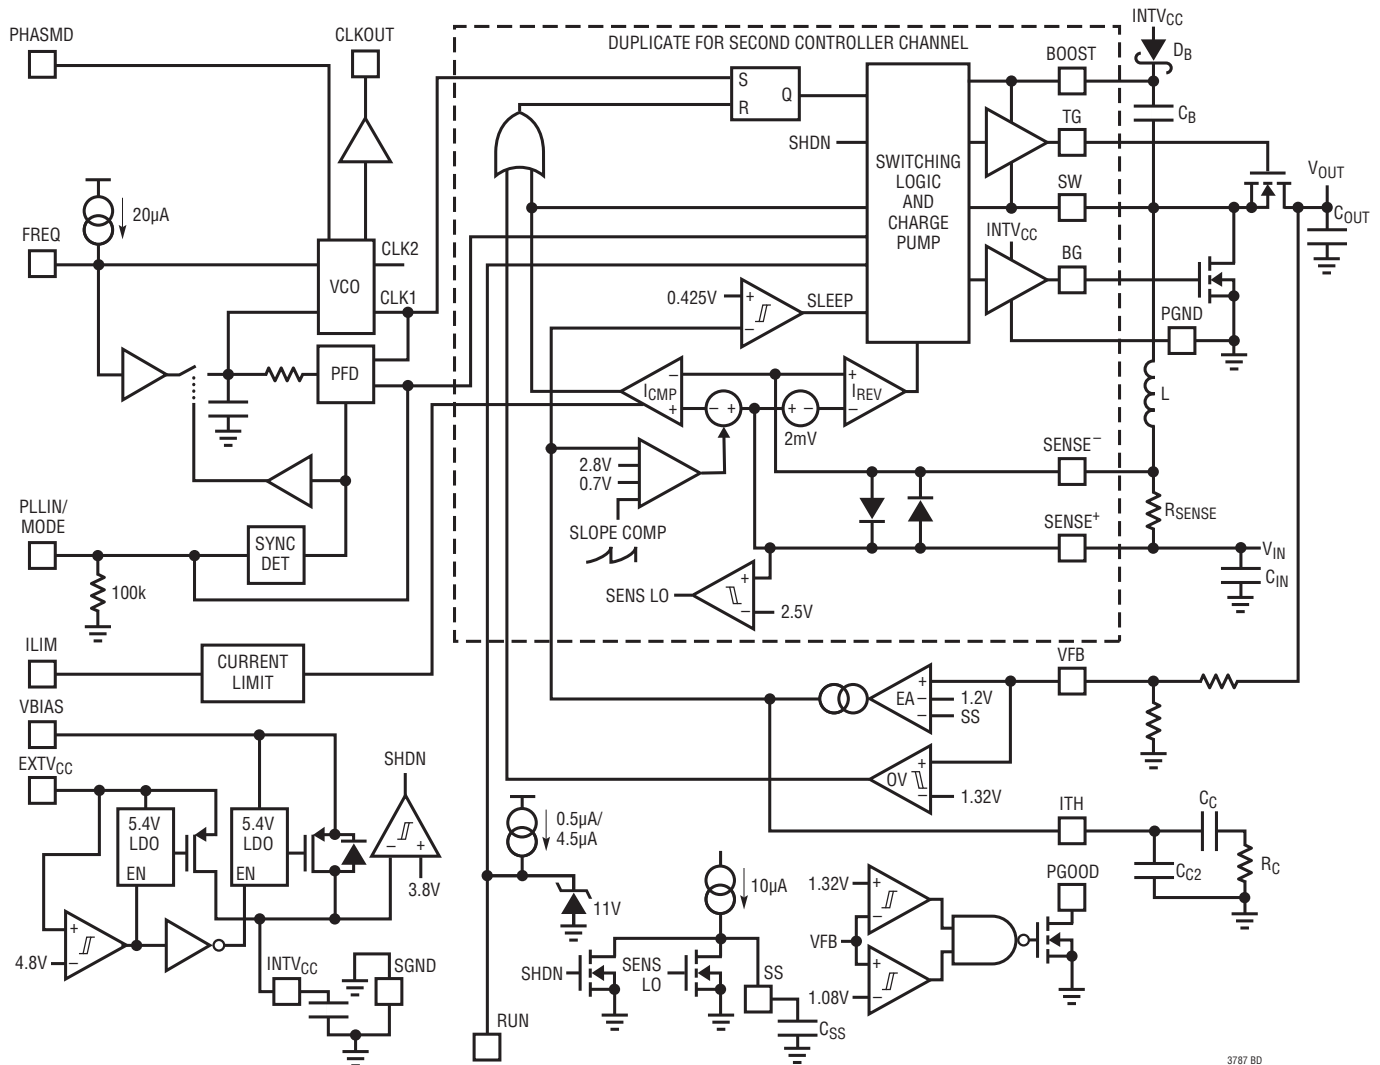 PHASMD
CLKOUT
DUPLICATE FOR SECOND CONTROLLER CHANNEL
INTVCC
DB
BOOST
CB
TG
SW
VOUT
COUT
S
R
Q
SHDN
SWITCHING
LOGIC
AND
CHARGE
PUMP
INTVCC
BG
PGND
20µA
FREQ
VCO
CLK2
CLK1
PFD
0.425V
+
–
SLEEP
ICMP
–
+
– +
+ –
2mV
IREV
+
–
L
2.8V
0.7V
SLOPE COMP
SENSE–
RSENSE
SENSE+
VIN
CIN
PLLIN/
MODE
SYNC
DET
100k
SENS LO
+
–
2.5V
ILIM
CURRENT
LIMIT
VBIAS
EXTVCC
SHDN
5.4V
LDO
EN
5.4V
LDO
EN
–
+
3.8V
+
–
4.8V
INTVCC
SGND
VFB
EA
+
–
–
1.2V
SS
OV
+
–
1.32V
ITH
CC
CC2
RC
0.5µA/
4.5µA
11V
RUN
10µA
SHDN
SENS
LO
SS
CSS
1.32V
+
–
VFB
+
–
1.08V
PGOOD
3787 BD